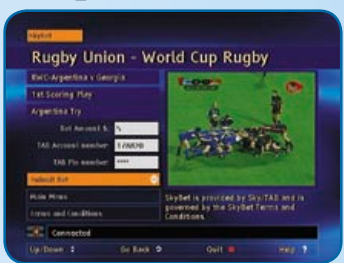 SkyBet
Rugby Union - World Cup Rugby
RWC-Argentina v Georgia
1st Scoring Play
Argentina Try
Bet Amount $:
TAB Account number
TAB Pin number
****
Submit Bet
Main Menu
Terms and Conditions
SkyBet is provided by Sky/TAB and is
governed by the SkyBet Terms and
Conditions.
Connected
Up/Down
Go Back
Quit
Help ?